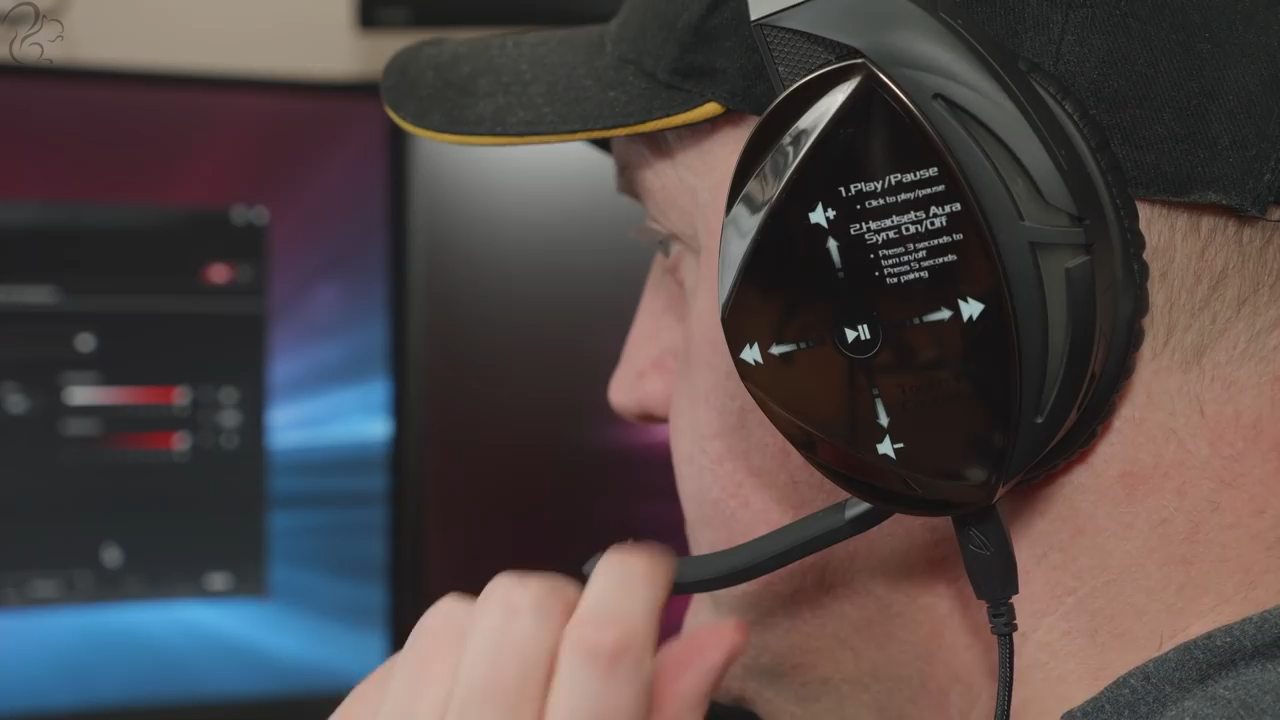 1.Play/Pause
• Click to play/pause
2.Headsets Aura
Sync On/Off
• Press 3 seconds to
turn on/off
• Press 5 seconds
for pairing